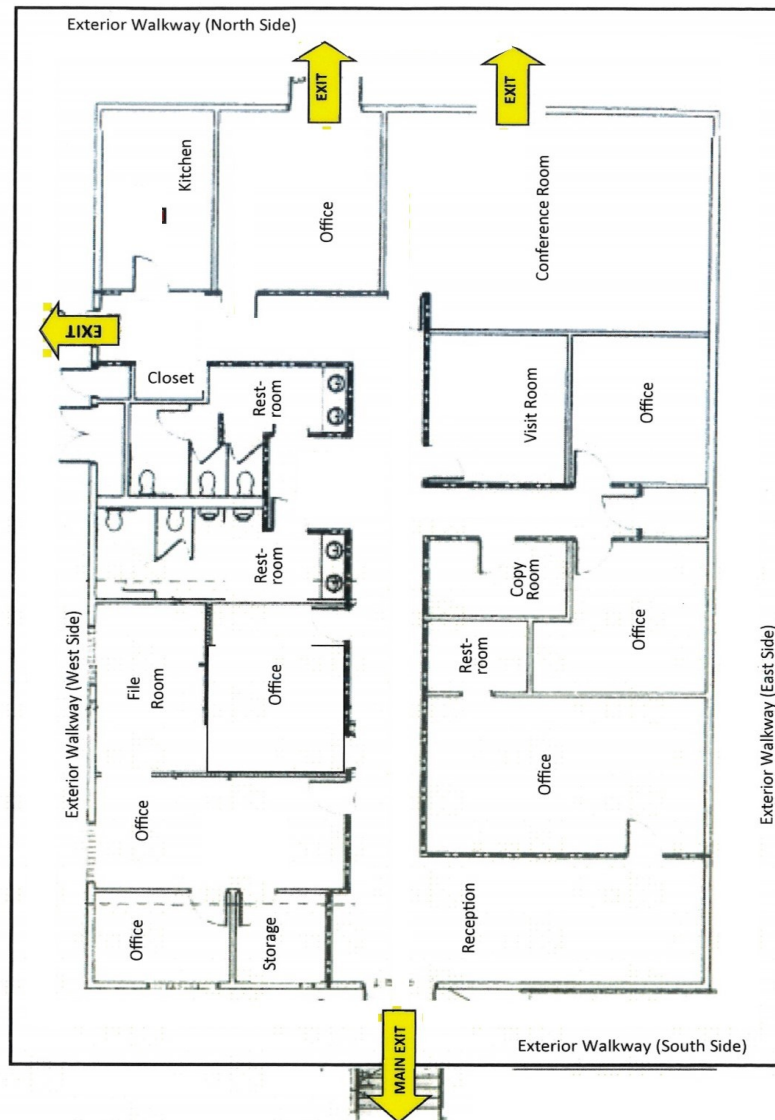 Exterior Walkway (North Side)
EXIT
EXIT
Kitchen
Office
Conference Room
EXIT
Closet
Rest-
room
Visit Room
Office
Rest-
room
Copy
Room
Rest-
room
Office
File
Room
Office
Exterior Walkway (West Side)
Exterior Walkway (East Side)
Office
Office
Office
Storage
Reception
MAIN EXIT
Exterior Walkway (South Side)